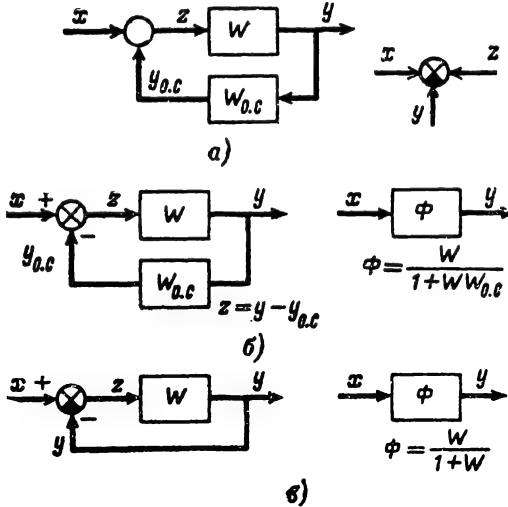 x z W y
y₀.c W₀.c
x z
y
а)
x + z W y x Ф y
y₀.c −
W₀.c
Ф = W / 1 + WW₀.c
z = y − y₀.c
б)
x + z W y x Ф y
y −
Ф = W / 1 + W
в)